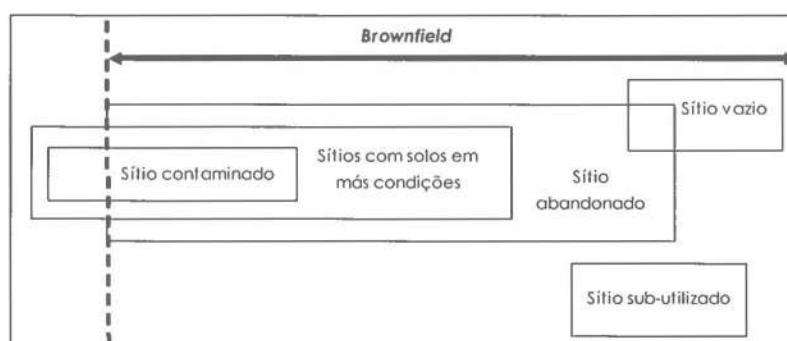 Brownfield
Sítio vazio
Sítio contaminado
Sítios com solos em
más condições
Sítio
abandonado
Sítio sub-utilizado